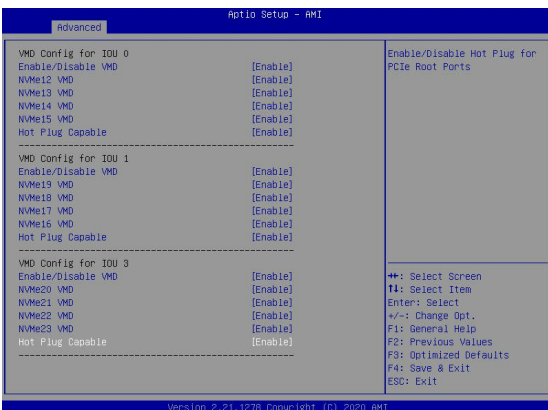 Aptio Setup - AMI
Advanced
VMD Config for IOU 0
Enable/Disable VMD [Enable]
NVMe12 VMD [Enable]
NVMe13 VMD [Enable]
NVMe14 VMD [Enable]
NVMe15 VMD [Enable]
Hot Plug Capable [Enable]
VMD Config for IOU 1
Enable/Disable VMD [Enable]
NVMe19 VMD [Enable]
NVMe18 VMD [Enable]
NVMe17 VMD [Enable]
NVMe16 VMD [Enable]
Hot Plug Capable [Enable]
VMD Config for IOU 3
Enable/Disable VMD [Enable]
NVMe20 VMD [Enable]
NVMe21 VMD [Enable]
NVMe22 VMD [Enable]
NVMe23 VMD [Enable]
Hot Plug Capable [Enable]
Enable/Disable Hot Plug for
PCIe Root Ports
→←: Select Screen
↑↓: Select Item
Enter: Select
+/-: Change Opt.
F1: General Help
F2: Previous Values
F3: Optimized Defaults
F4: Save & Exit
ESC: Exit
Version 2.21.1278 Copyright (C) 2020 AMI